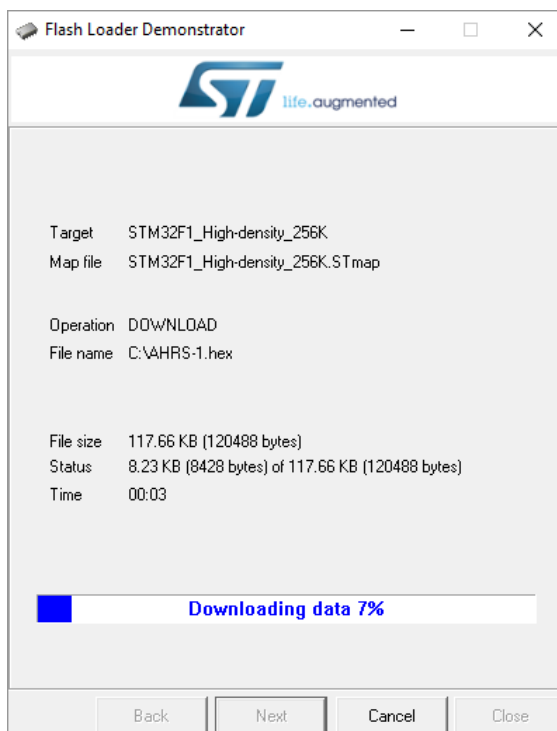 Flash Loader Demonstrator
ST life.augmented
Target STM32F1_High-density_256K
Map file STM32F1_High-density_256K.STmap
Operation DOWNLOAD
File name C:\AHRS-1.hex
File size 117.66 KB (120488 bytes)
Status 8.23 KB (8428 bytes) of 117.66 KB (120488 bytes)
Time 00:03
Downloading data 7%
Back Next Cancel Close